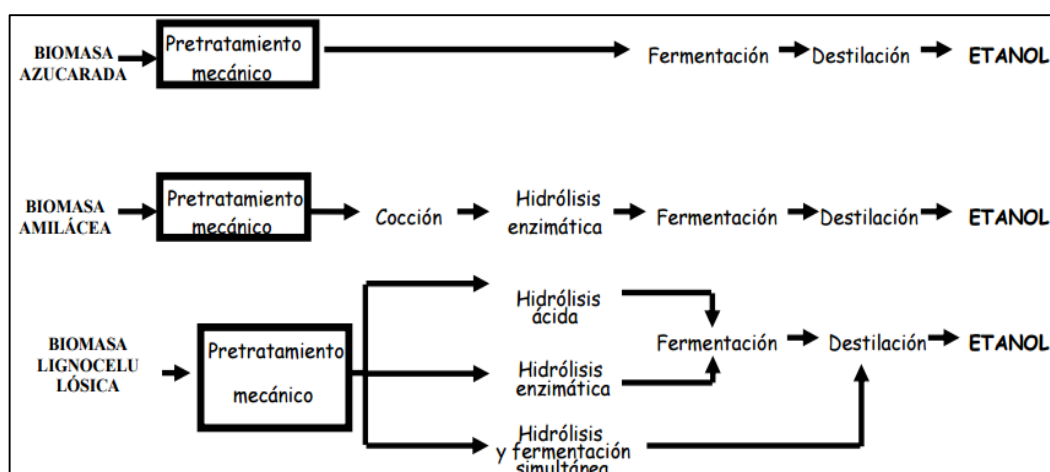 BIOMASA
AZUCARADA
Pretratamiento
mecánico
Fermentación
Destilación
ETANOL
BIOMASA
AMILÁCEA
Pretratamiento
mecánico
Cocción
Hidrólisis
enzimática
Fermentación
Destilación
ETANOL
BIOMASA
LIGNOCELU
LÓSICA
Pretratamiento
mecánico
Hidrólisis
ácida
Hidrólisis
enzimática
Hidrólisis
y fermentación
simultánea
Fermentación
Destilación
ETANOL